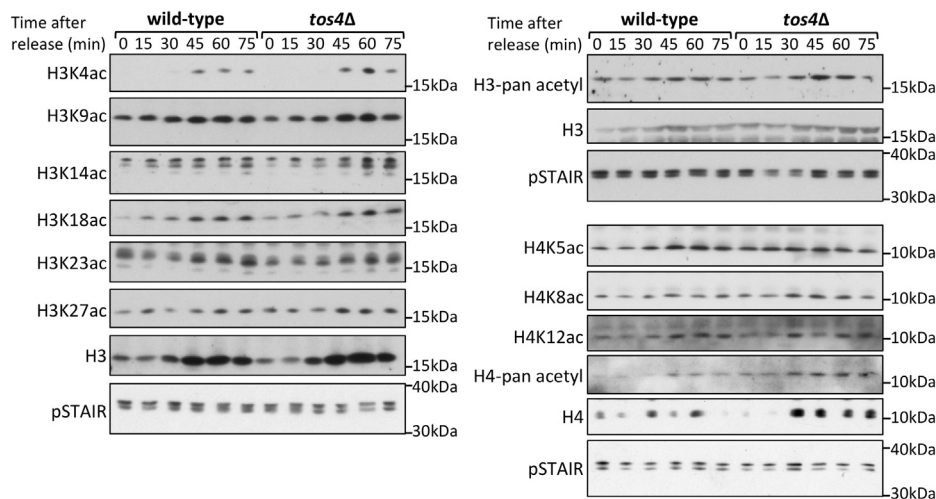 Time after release (min)
wild-type tos4Δ
0 15 30 45 60 75 0 15 30 45 60 75
H3K4ac 15kDa
H3K9ac 15kDa
H3K14ac 15kDa
H3K18ac 15kDa
H3K23ac 15kDa
H3K27ac 15kDa
H3 15kDa
pSTAIR 40kDa
30kDa
Time after release (min)
wild-type tos4Δ
0 15 30 45 60 75 0 15 30 45 60 75
H3-pan acetyl 15kDa
H3 15kDa
pSTAIR 40kDa
30kDa
H4K5ac 10kDa
H4K8ac 10kDa
H4K12ac 10kDa
H4-pan acetyl 10kDa
H4 10kDa
pSTAIR 40kDa
30kDa